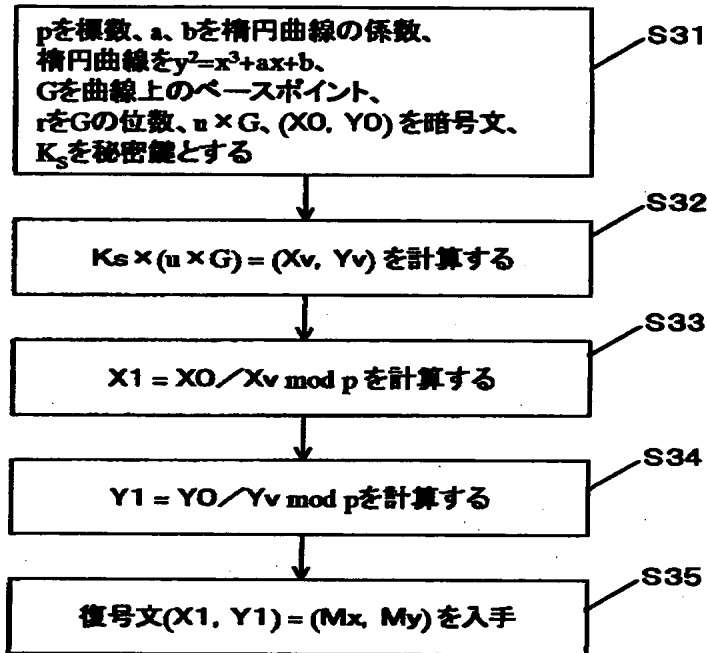 pを標数、a、bを楕円曲線の係数、
楕円曲線をy²=x³+ax+b、
Gを曲線上のベースポイント、
rをGの位数、u×G、(X0, Y0)を暗号文、
Ksを秘密鍵とする
S31
Ks×(u×G)=(Xv, Yv)を計算する
S32
X1=X0／Xv mod pを計算する
S33
Y1=Y0／Yv mod pを計算する
S34
復号文(X1, Y1)=(Mx, My)を入手
S35